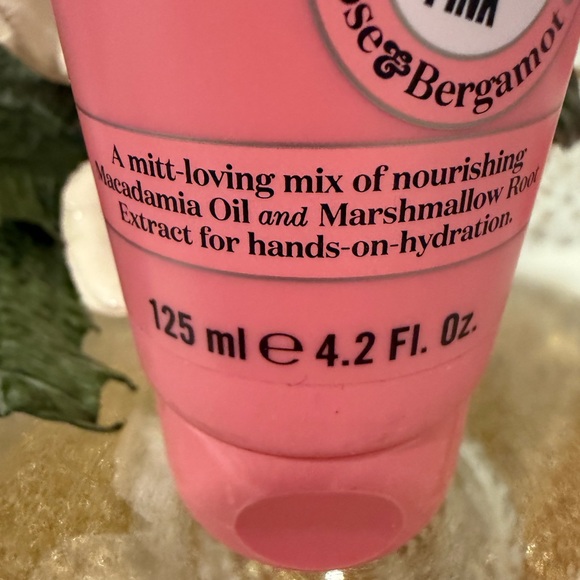 PINK
ose & Bergamot
A mitt-loving mix of nourishing
Macadamia Oil and Marshmallow Root
Extract for hands-on-hydration.
125 ml ℮ 4.2 Fl. Oz.